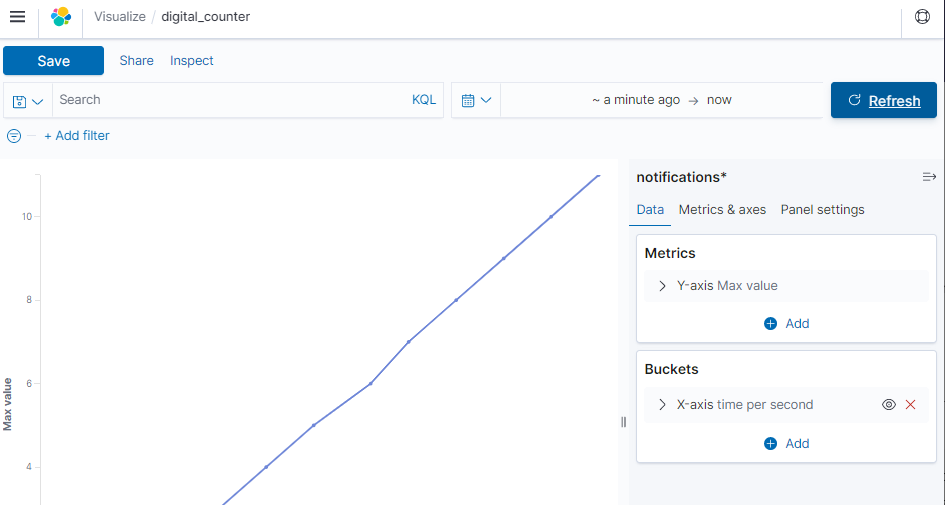 Visualize / digital_counter
Save Share Inspect
Search KQL ~ a minute ago → now Refresh
+ Add filter
notifications*
Data Metrics & axes Panel settings
Metrics
Y-axis Max value
Add
Buckets
X-axis time per second
Add
10
8
6
4
Max value